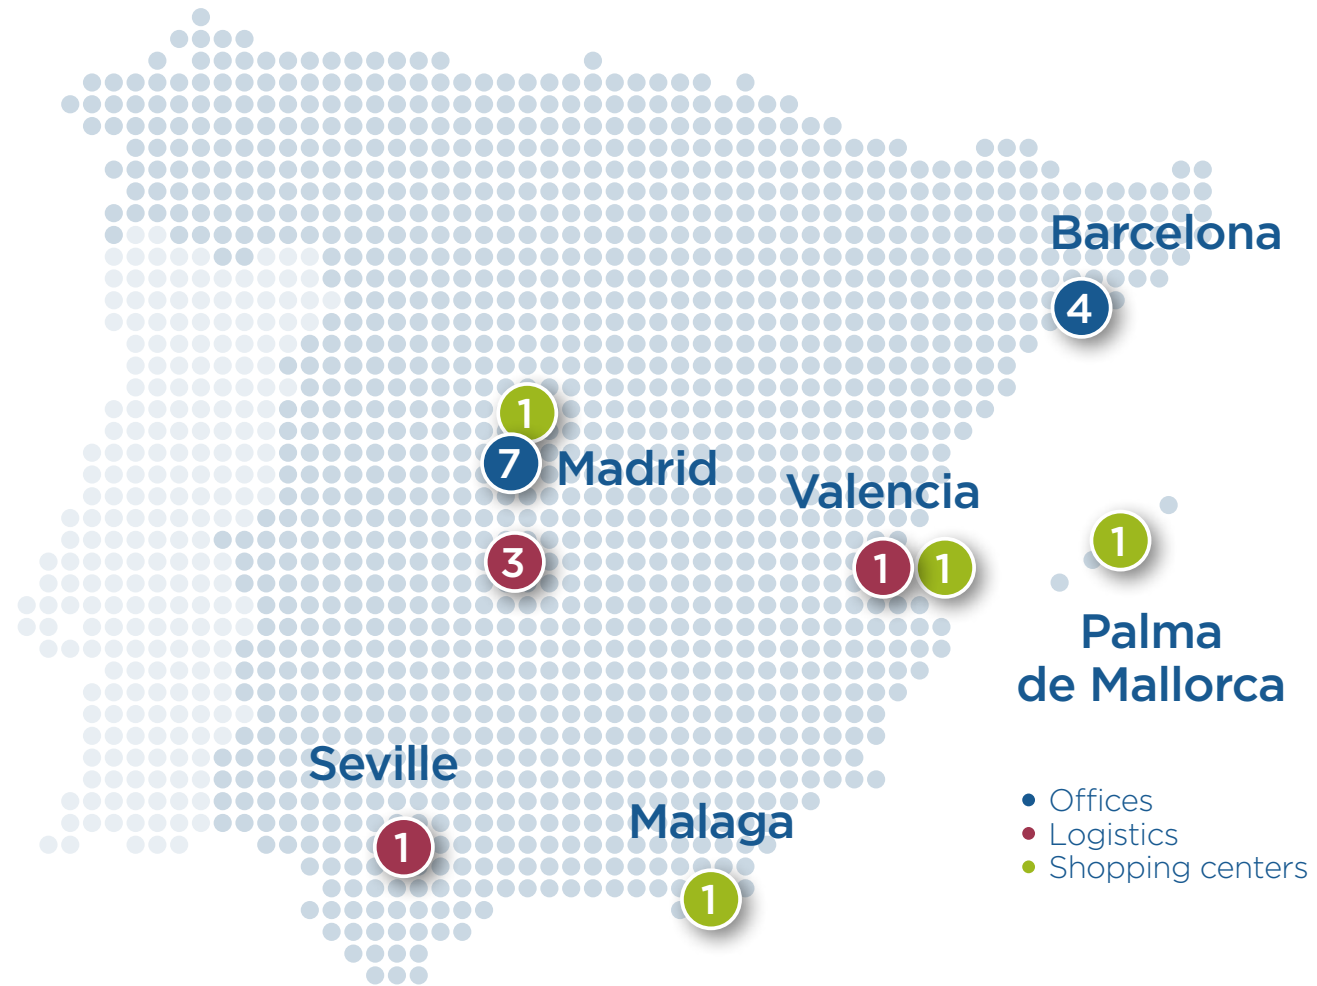 Barcelona
4
1
7
Madrid
3
Valencia
1
1
1
Palma
de Mallorca
Seville
1
Malaga
1
Offices
Logistics
Shopping centers